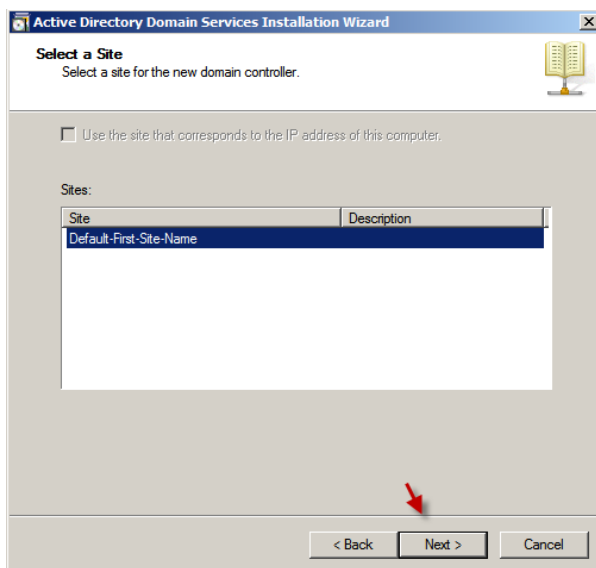 Active Directory Domain Services Installation Wizard
Select a Site
Select a site for the new domain controller.
Use the site that corresponds to the IP address of this computer.
Sites:
Site Description
Default-First-Site-Name
< Back Next > Cancel